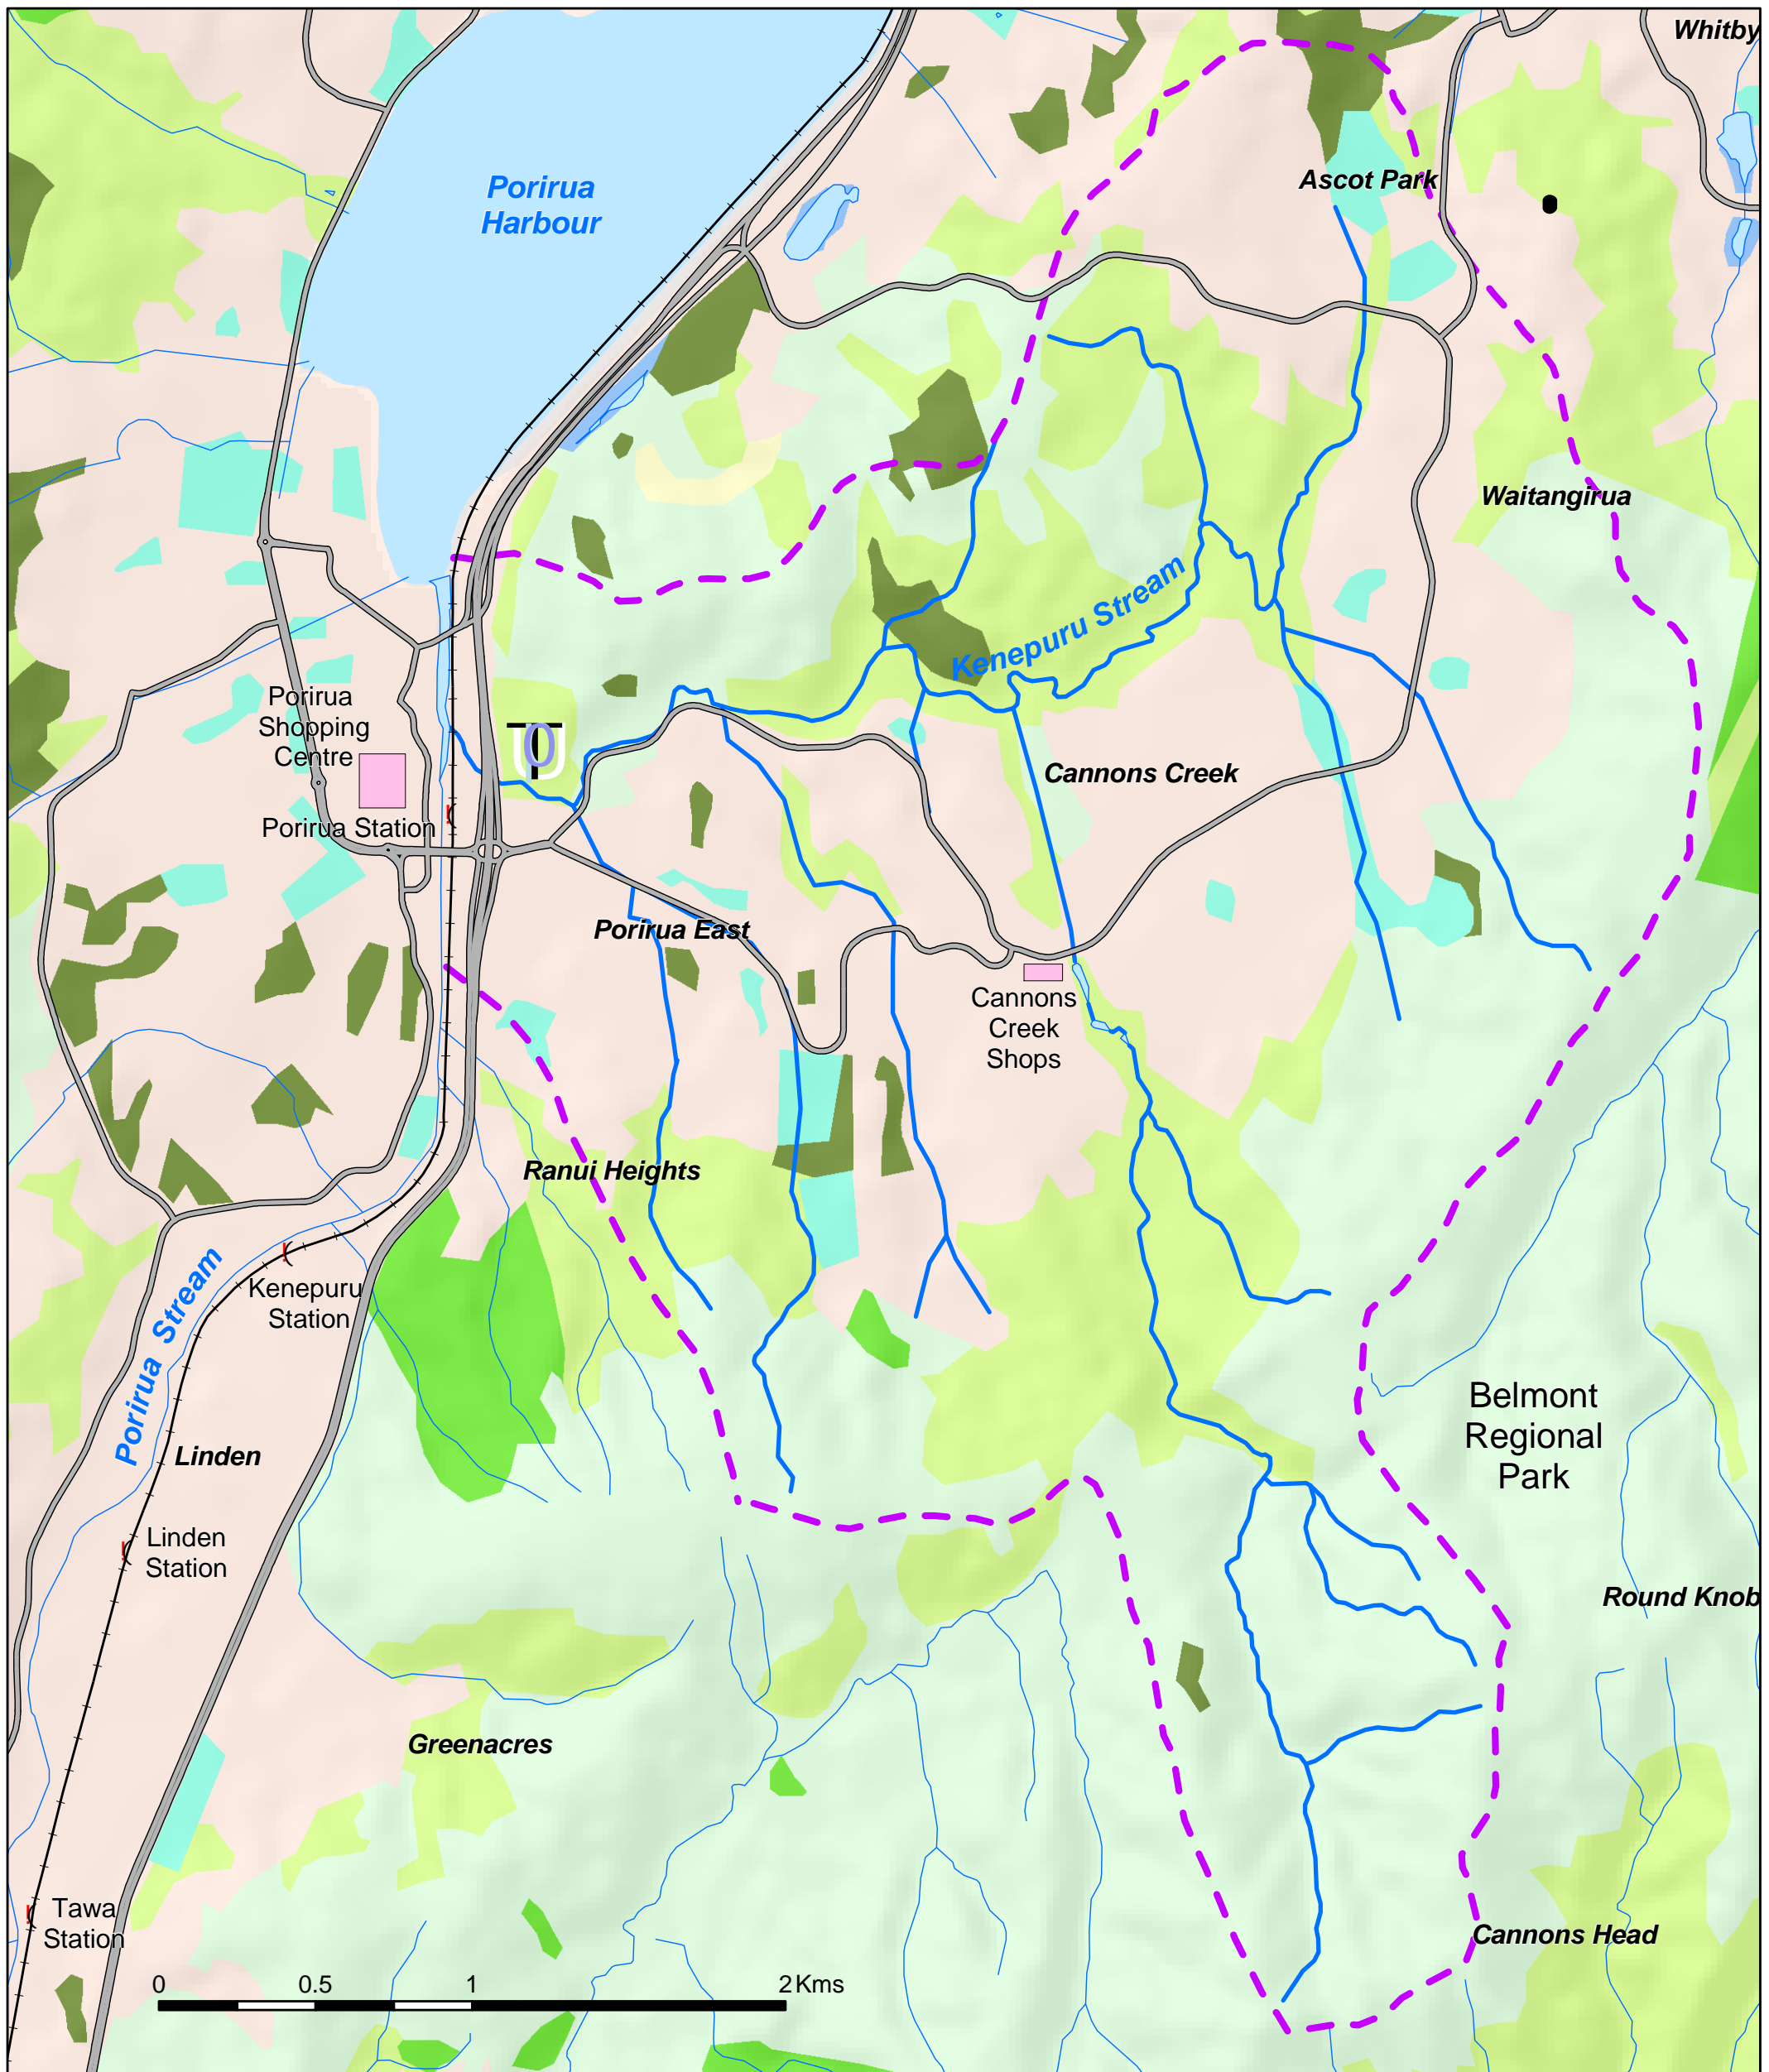 Whitby
Porirua
Harbour
Ascot Park
Waitangirua
Kenepuru Stream
Porirua
Shopping
Centre
Cannons Creek
Porirua Station
Porirua East
Cannons
Creek
Shops
Ranui Heights
Kenepuru
Station
Porirua Stream
Belmont
Regional
Park
Linden
Linden
Station
Round Knob
Greenacres
Tawa
Station
Cannons Head
0 0.5 1 2 Kms